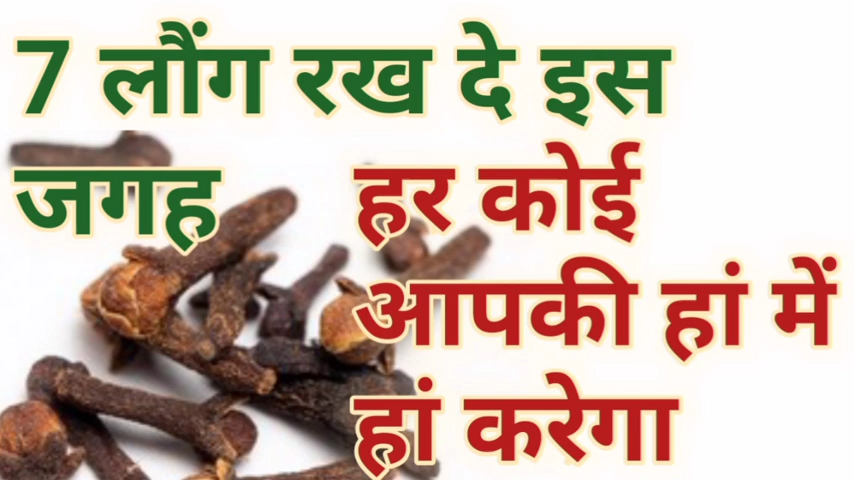 7 लौंग रख दे इस
जगह
हर कोई
आपकी हां में
हां करेगा